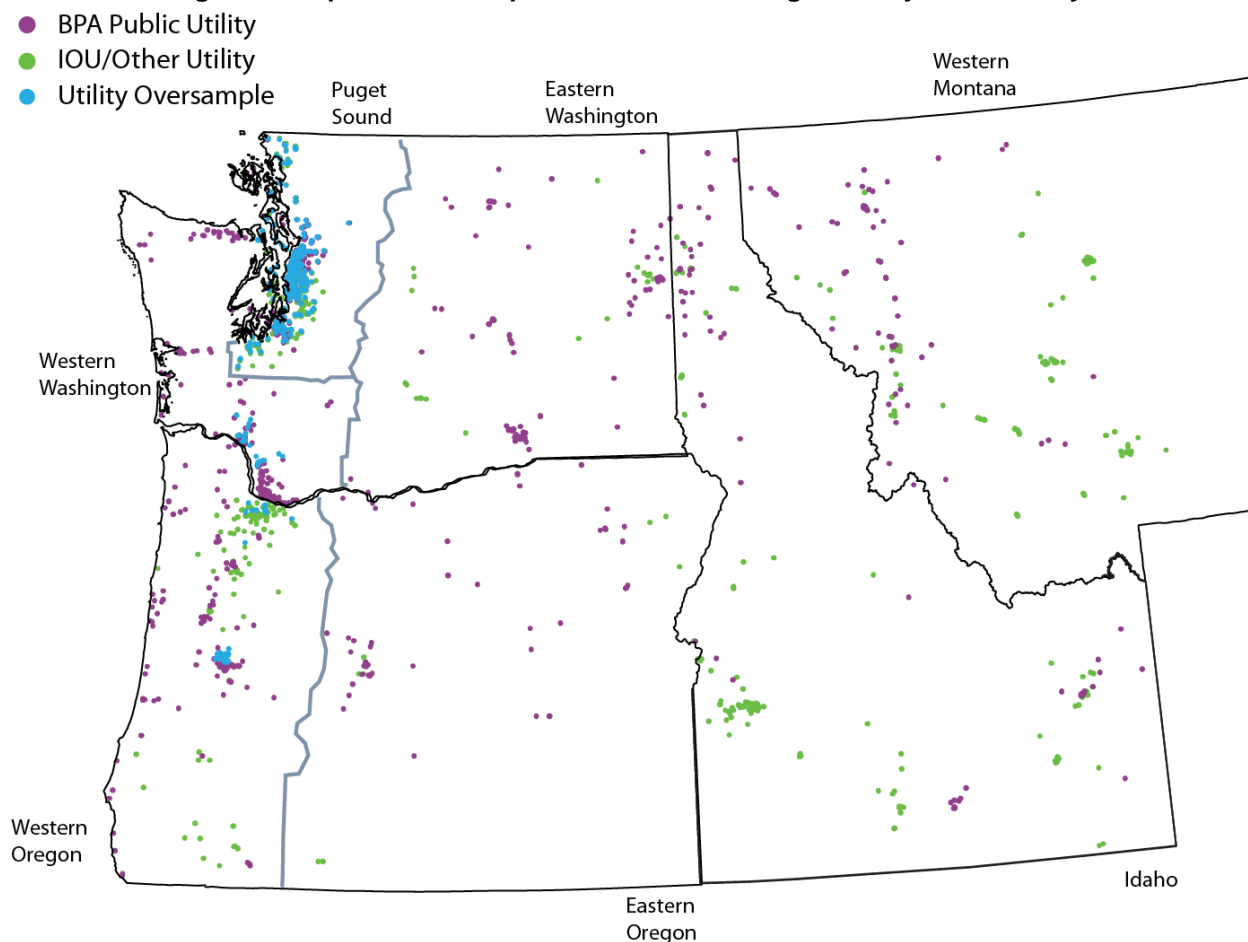 BPA Public Utility
IOU/Other Utility
Utility Oversample
Puget
Sound
Eastern
Washington
Western
Montana
Western
Washington
Western
Oregon
Eastern
Oregon
Idaho